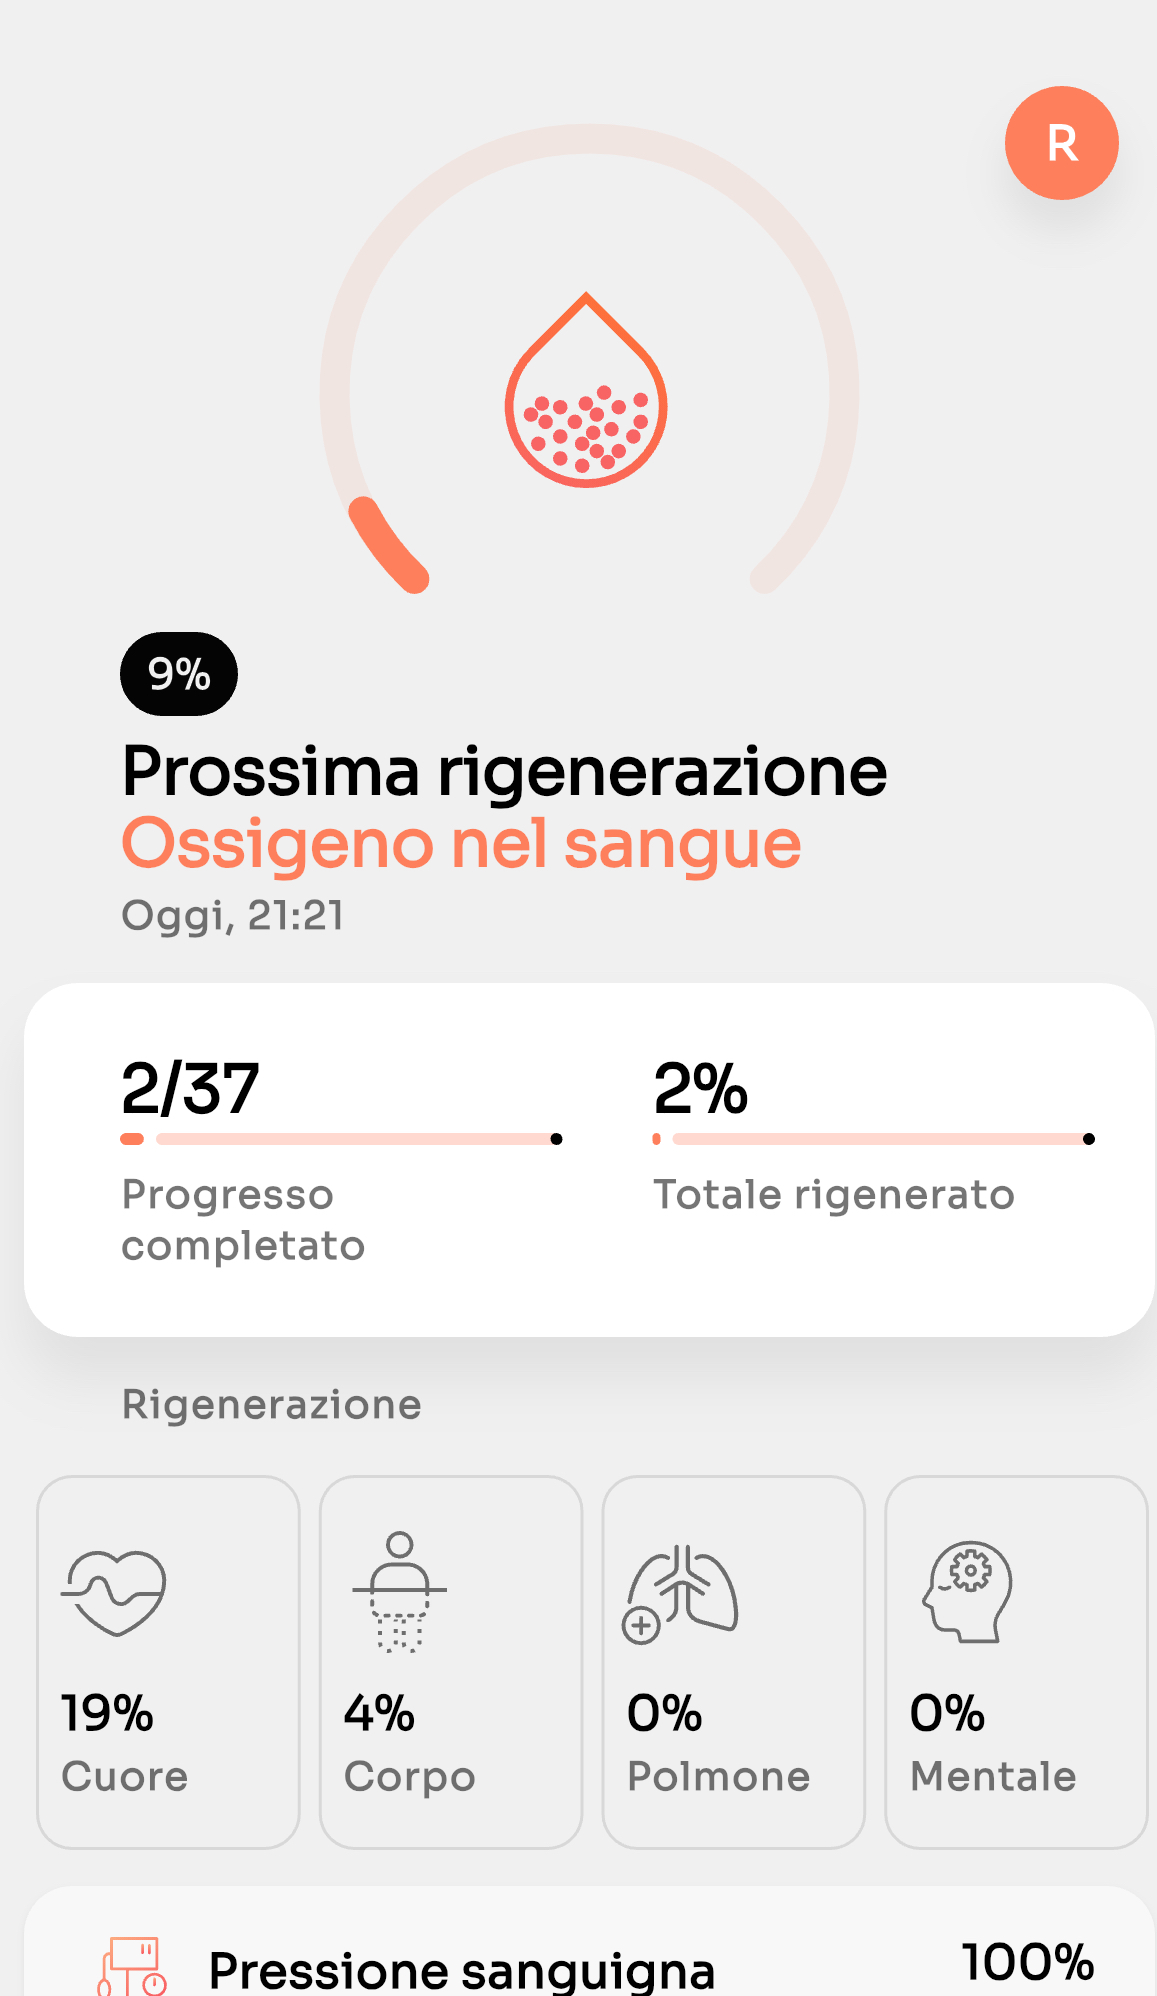 R
9%
Prossima rigenerazione
Ossigeno nel sangue
Oggi, 21:21
2/37
Progresso
completato
2%
Totale rigenerato
Rigenerazione
19%
Cuore
4%
Corpo
0%
Polmone
0%
Mentale
Pressione sanguigna
100%